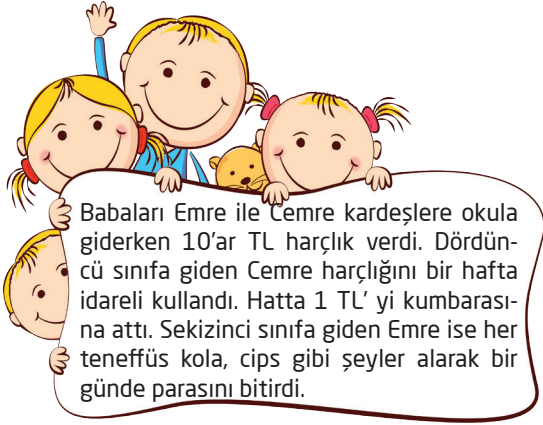 Babaları Emre ile Cemre kardeşlere okula
giderken 10'ar TL harçlık verdi. Dördün-
cü sınıfa giden Cemre harçlığını bir hafta
idareli kullandı. Hatta 1 TL' yi kumbarası-
na attı. Sekizinci sınıfa giden Emre ise her
teneffüs kola, cips gibi şeyler alarak bir
günde parasını bitirdi.